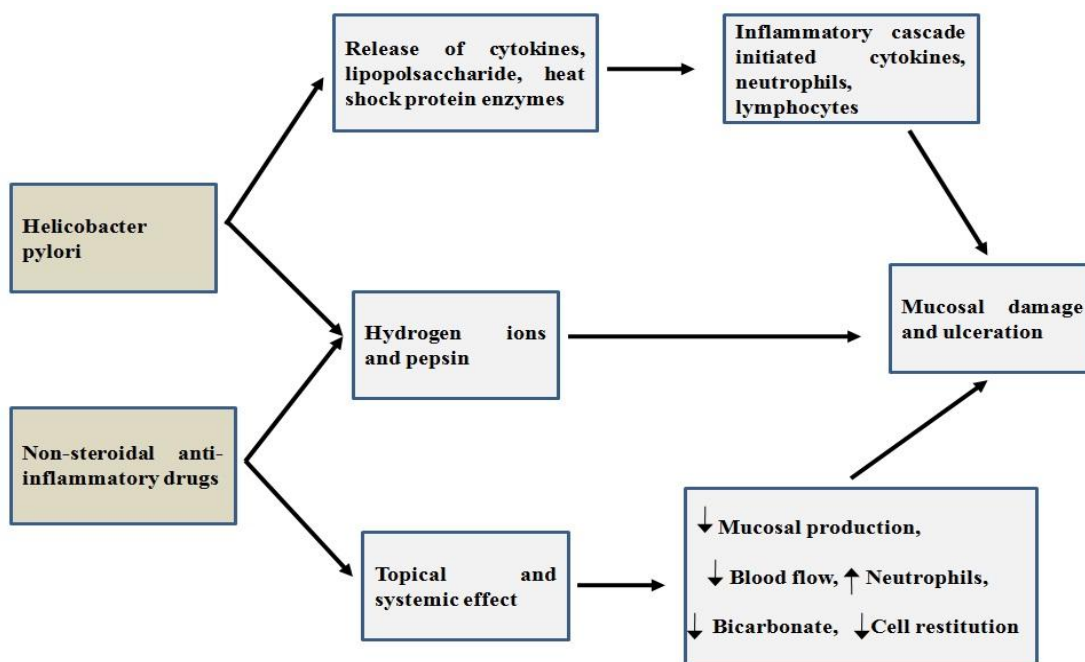 Release of cytokines,
lipopolsaccharide, heat
shock protein enzymes
Inflammatory cascade
initiated cytokines,
neutrophils,
lymphocytes
Helicobacter
pylori
Hydrogen ions
and pepsin
Mucosal damage
and ulceration
Non-steroidal anti-
inflammatory drugs
Topical and
systemic effect
↓ Mucosal production,
↓ Blood flow, ↑ Neutrophils,
↓ Bicarbonate, ↓ Cell restitution